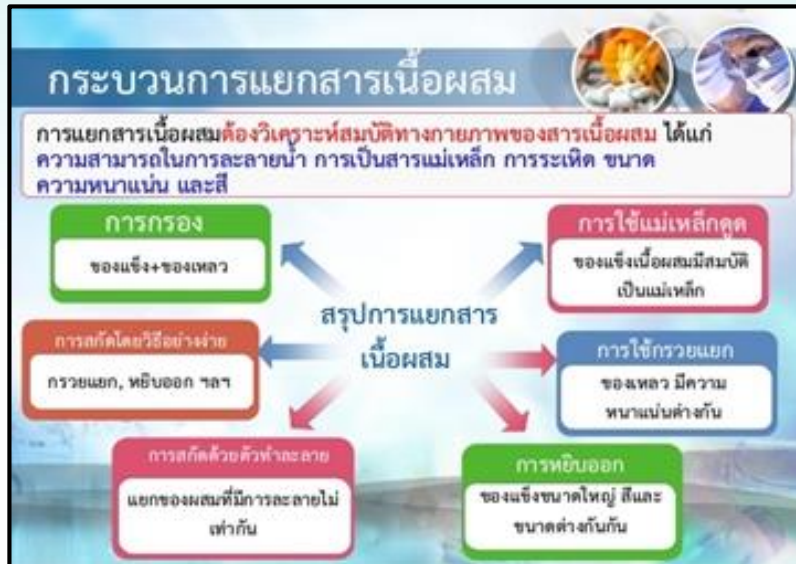 กระบวนการแยกสารเนื้อผสม
การแยกสารเนื้อผสมต้องวิเคราะห์สมบัติทางกายภาพของสารเนื้อผสม ได้แก่
ความสามารถในการละลายน้ำ การเป็นสารแม่เหล็ก การระเหิด ขนาด
ความหนาแน่น และสี
การกรอง
ของแข็ง+ของเหลว
การใช้แม่เหล็กดูด
ของแข็งเนื้อผสมมีสมบัติ
เป็นแม่เหล็ก
สรุปการแยกสาร
เนื้อผสม
การสกัดโดยวิธีอย่างง่าย
กรวยแยก, หยิบออก ฯลฯ
การใช้กรวยแยก
ของเหลว มีความ
หนาแน่นต่างกัน
การสกัดด้วยตัวทำละลาย
แยกของผสมที่มีการละลายไม่
เท่ากัน
การหยิบออก
ของแข็งขนาดใหญ่ สีและ
ขนาดต่างกันกัน